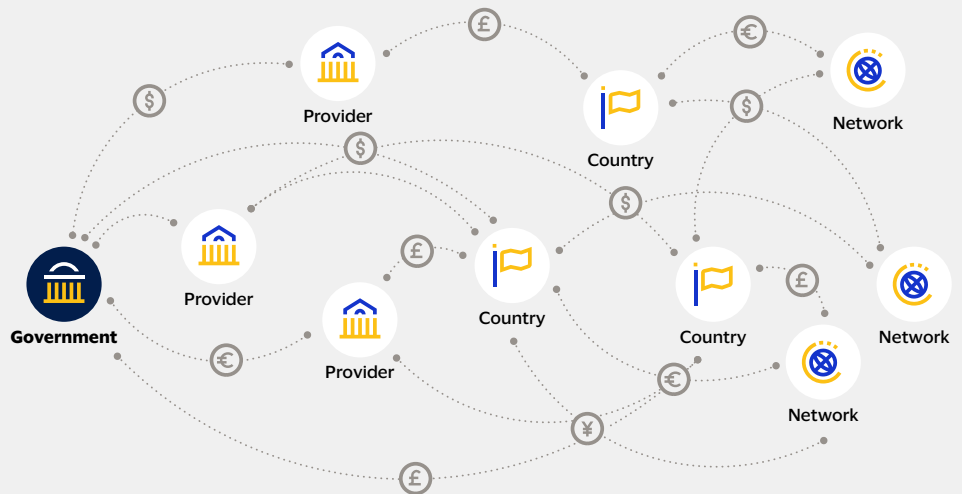 £
€
$
Provider
Network
$
$
Country
$
Provider
£
£
Government
Country
Country
Network
€
Provider
€
Network
¥
£